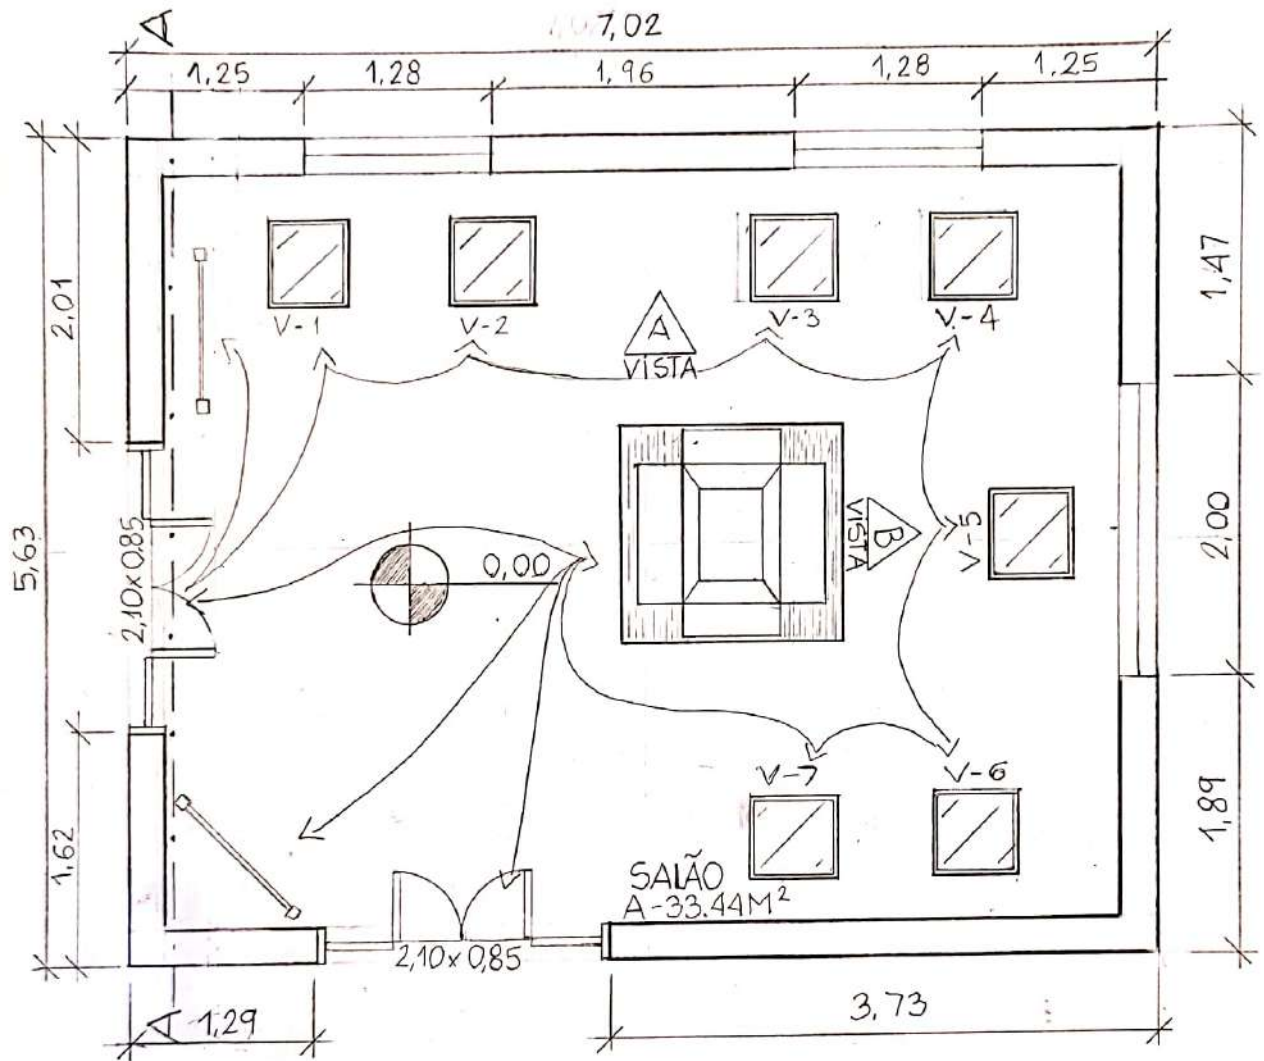 A
7,02
1,25
1,28
1,96
1,28
1,25
2,01
5,63
2,10x0,85
1,62
1,47
2,00
1,89
V-1
V-2
V-3
V-4
A
VISTA
B
VISTA
V-5
0,00
V-7
V-6
SALÃO
A-33.44M²
2,10x0,85
A
1,29
3,73